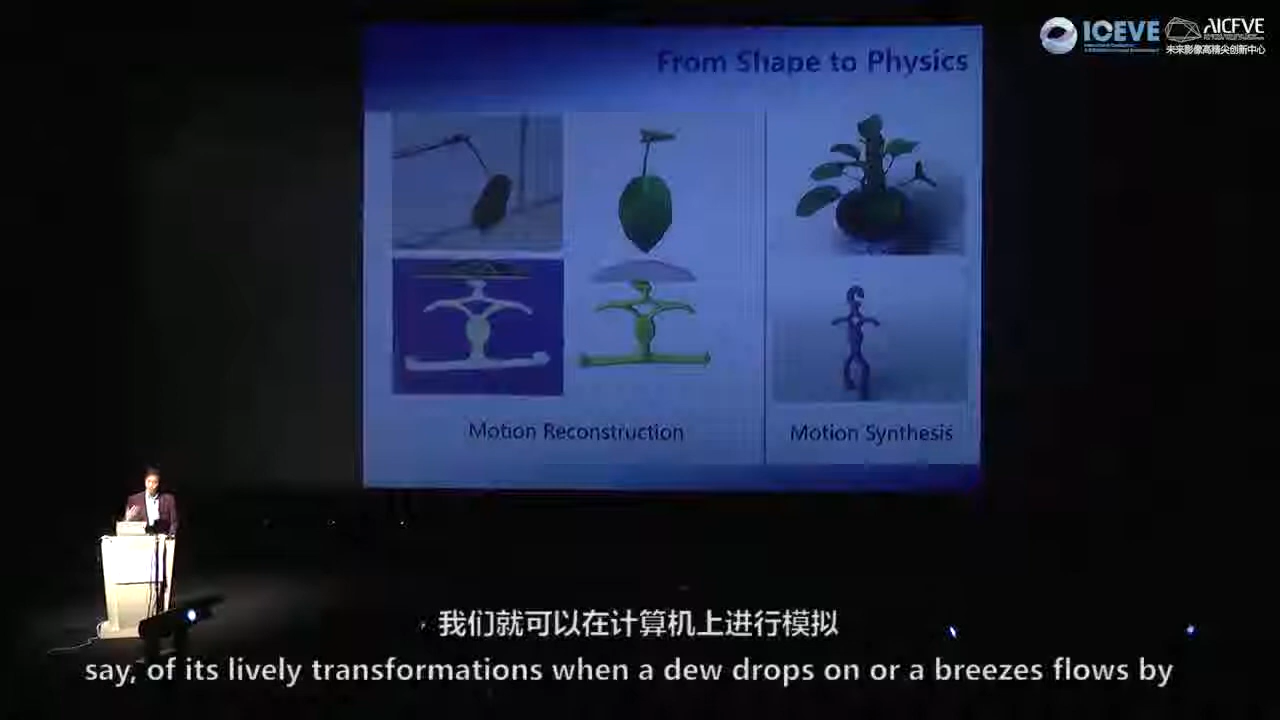 ICEVE
AICFVE
未来影像高精尖创新中心
From Shape to Physics
Motion Reconstruction
Motion Synthesis
我们就可以在计算机上进行模拟
say, of its lively transformations when a dew drops on or a breezes flows by